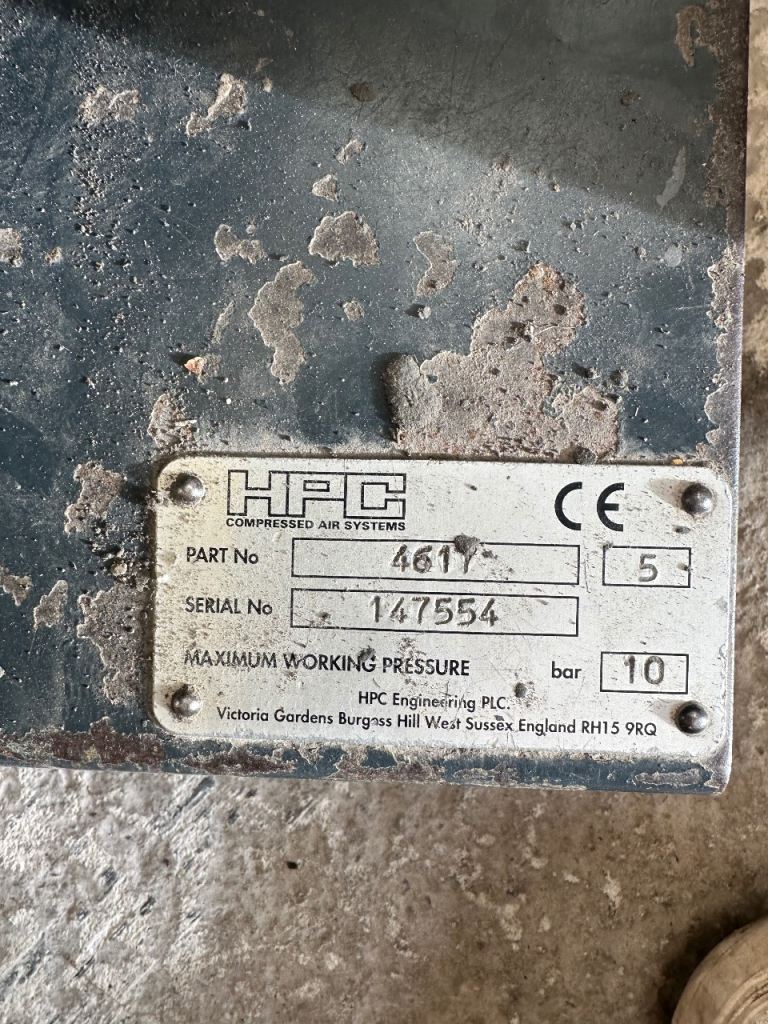 HPC CE
COMPRESSED AIR SYSTEMS
PART No 5
SERIAL No 147554
MAXIMUM WORKING PRESSURE bar 10
HPC Engineering PLC.
Victoria Gardens Burgess Hill West Sussex England RH15 9RQ